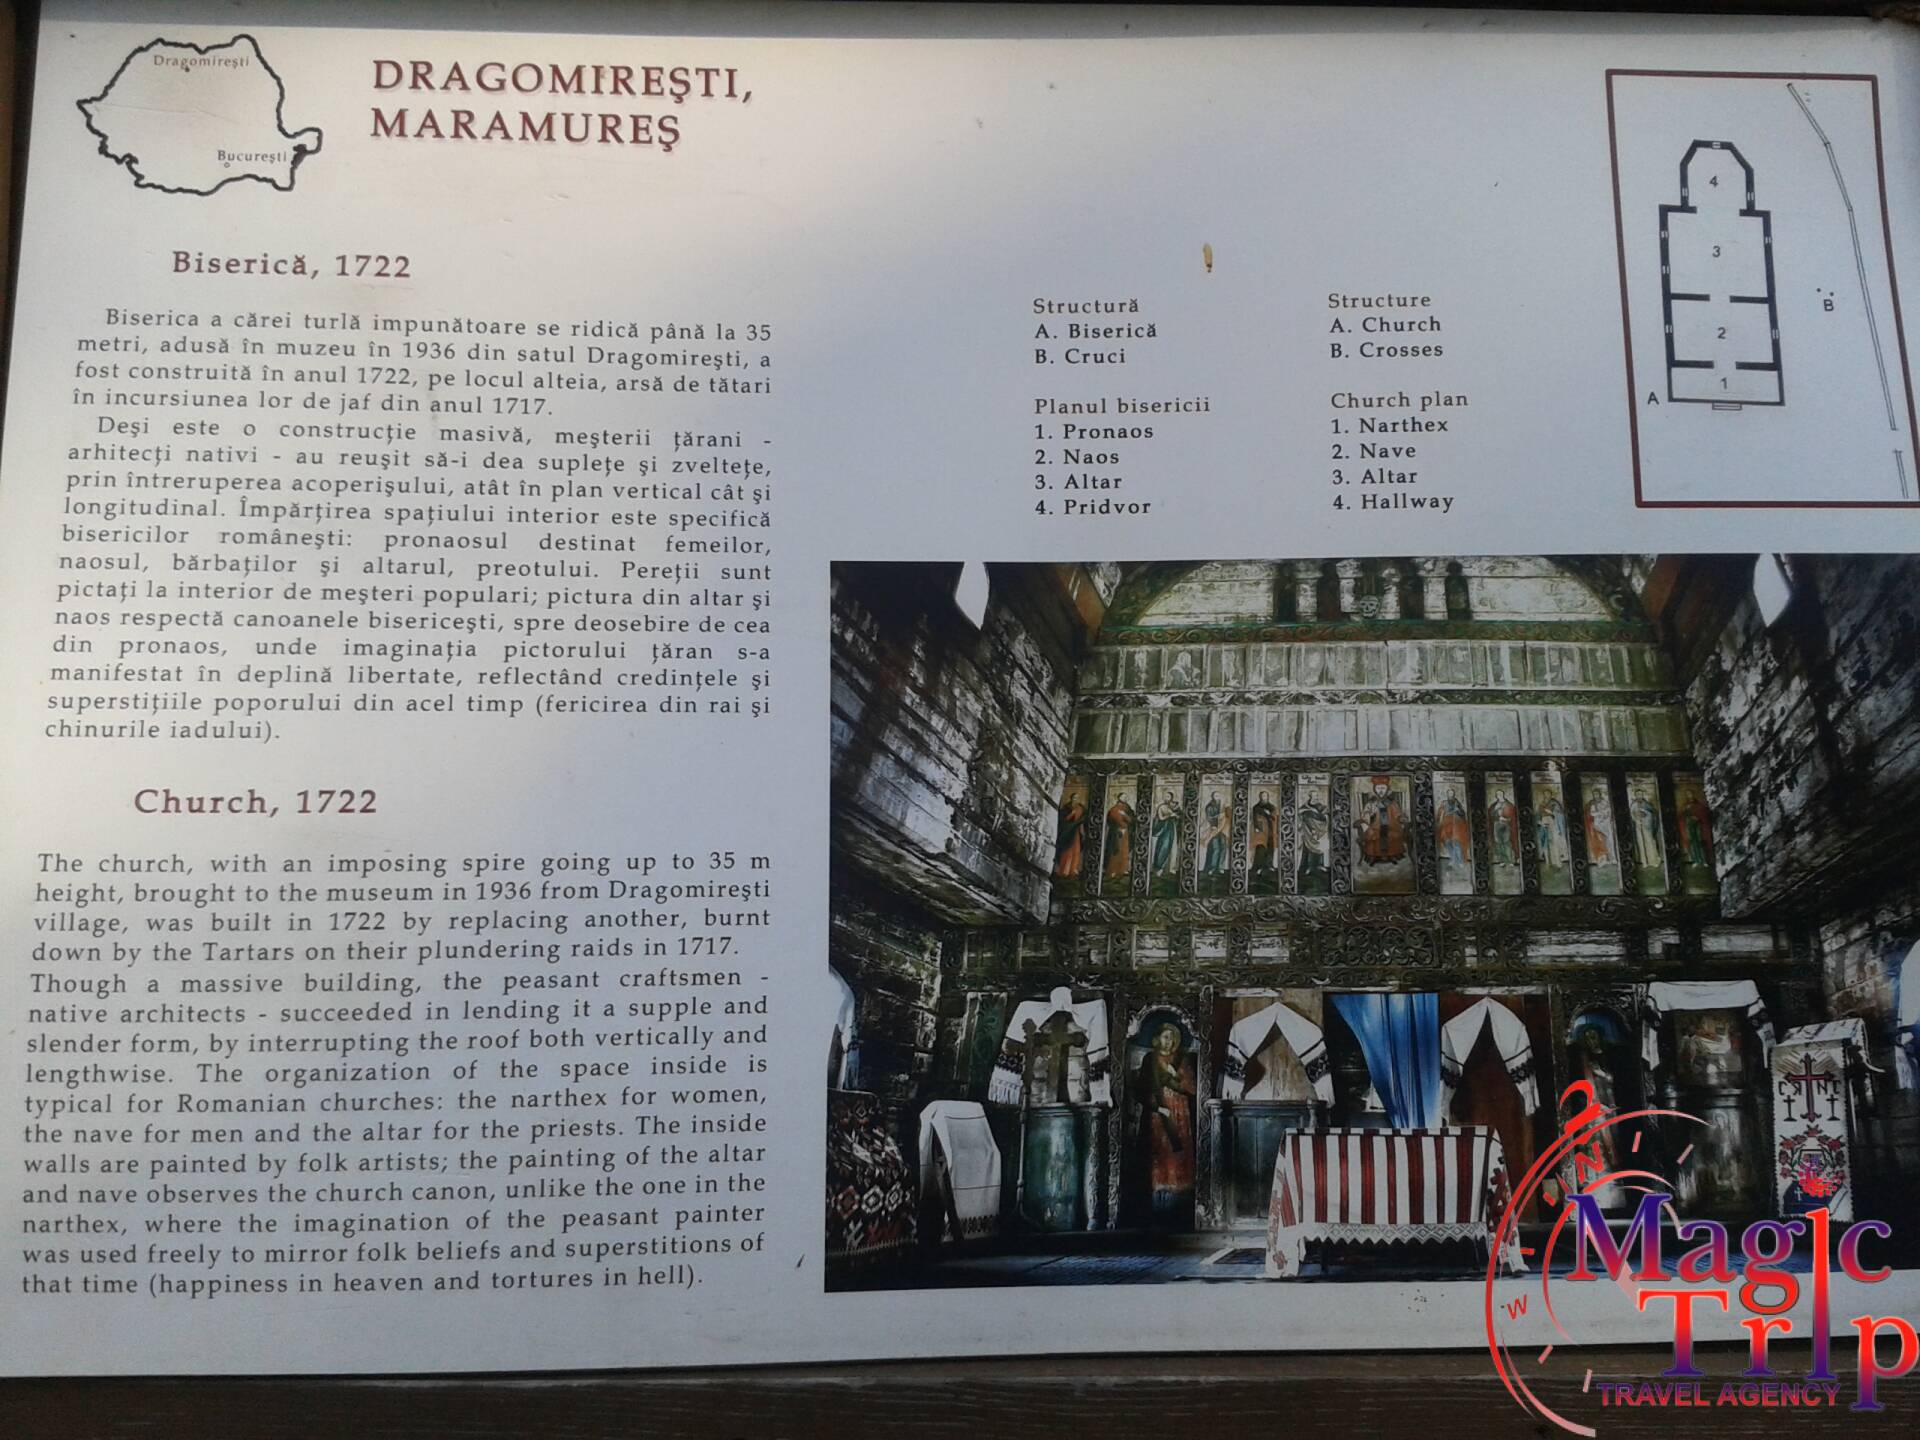 Dragomireşti
Bucureşti
DRAGOMIREŞTI,
MARAMUREŞ
Biserică, 1722
Biserica a cărei turlă impunătoare se ridică până la 35
metri, adusă în muzeu în 1936 din satul Dragomireşti, a
fost construită în anul 1722, pe locul alteia, arsă de tătari
în incursiunea lor de jaf din anul 1717.
Deşi este o construcţie masivă, meşterii ţărani -
arhitecţi nativi - au reuşit să-i dea supleţe şi zvelteţe,
prin întreruperea acoperişului, atât în plan vertical cât şi
longitudinal. Împărţirea spaţiului interior este specifică
bisericilor româneşti: pronaosul destinat femeilor,
naosul, bărbaţilor şi altarul, preotului. Pereţii sunt
pictaţi la interior de meşteri populari; pictura din altar şi
naos respectă canoanele bisericeşti, spre deosebire de cea
din pronaos, unde imaginaţia pictorului ţăran s-a
manifestat în deplină libertate, reflectând credinţele şi
superstiţiile poporului din acel timp (fericirea din rai şi
chinurile iadului).
Church, 1722
The church, with an imposing spire going up to 35 m
height, brought to the museum in 1936 from Dragomireşti
village, was built in 1722 by replacing another, burnt
down by the Tartars on their plundering raids in 1717.
Though a massive building, the peasant craftsmen -
native architects - succeeded in lending it a supple and
slender form, by interrupting the roof both vertically and
lengthwise. The organization of the space inside is
typical for Romanian churches: the narthex for women,
the nave for men and the altar for the priests. The inside
walls are painted by folk artists; the painting of the altar
and nave observes the church canon, unlike the one in the
narthex, where the imagination of the peasant painter
was used freely to mirror folk beliefs and superstitions of
that time (happiness in heaven and tortures in hell).
Structură
A. Biserică
B. Cruci
Planul bisericii
1. Pronaos
2. Naos
3. Altar
4. Pridvor
Structure
A. Church
B. Crosses
Church plan
1. Narthex
2. Nave
3. Altar
4. Hallway
4
3
2
1
A
B
N
W
Magic
Trip
TRAVEL AGENCY